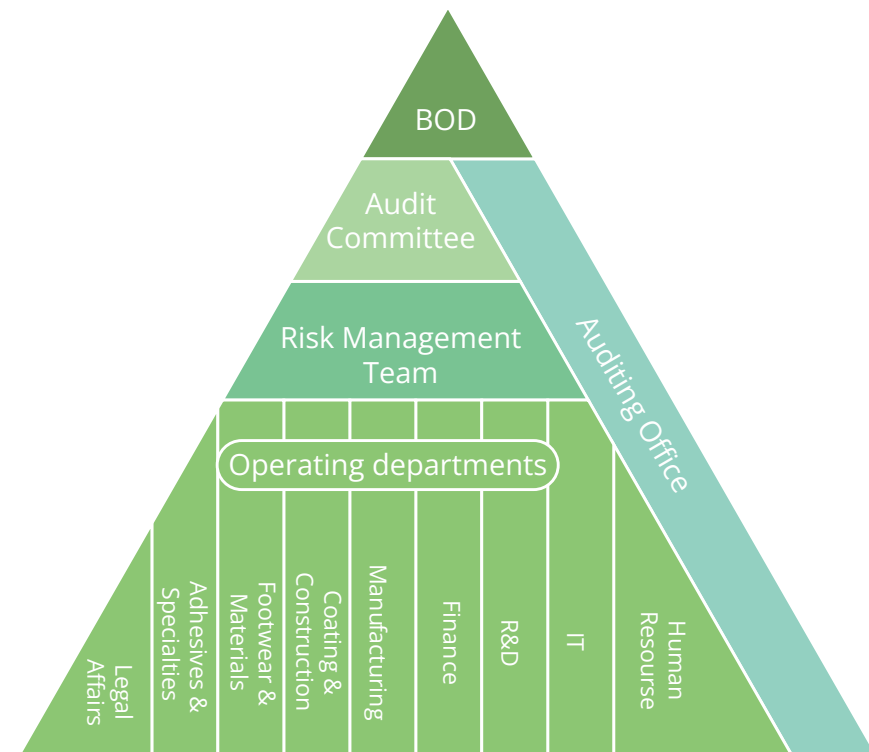 BOD
Audit
Committee
Risk Management
Team
Auditing Office
Operating departments
Legal
Affairs
Adhesives &
Specialties
Footwear &
Materials
Coating &
Construction
Manufacturing
Finance
R&D
IT
Human
Resourse